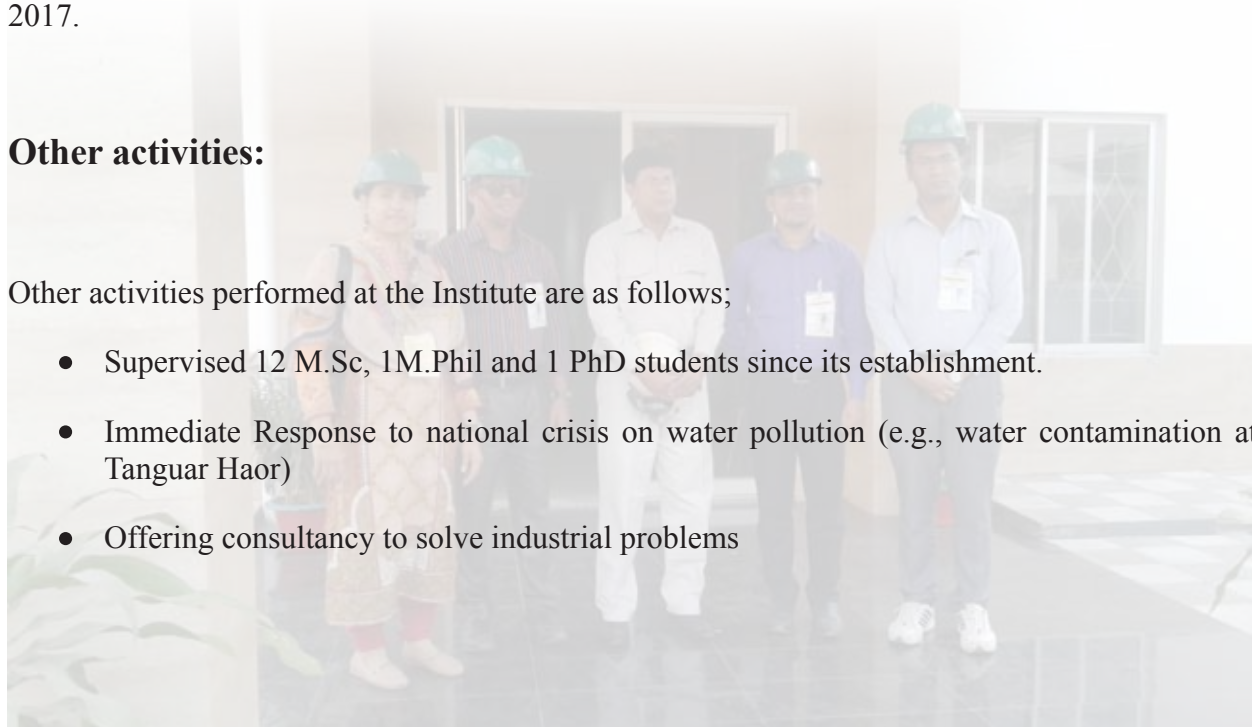 2017.
Other activities:
Other activities performed at the Institute are as follows;
● Supervised 12 M.Sc, 1M.Phil and 1 PhD students since its establishment.
● Immediate Response to national crisis on water pollution (e.g., water contamination at
Tanguar Haor)
● Offering consultancy to solve industrial problems